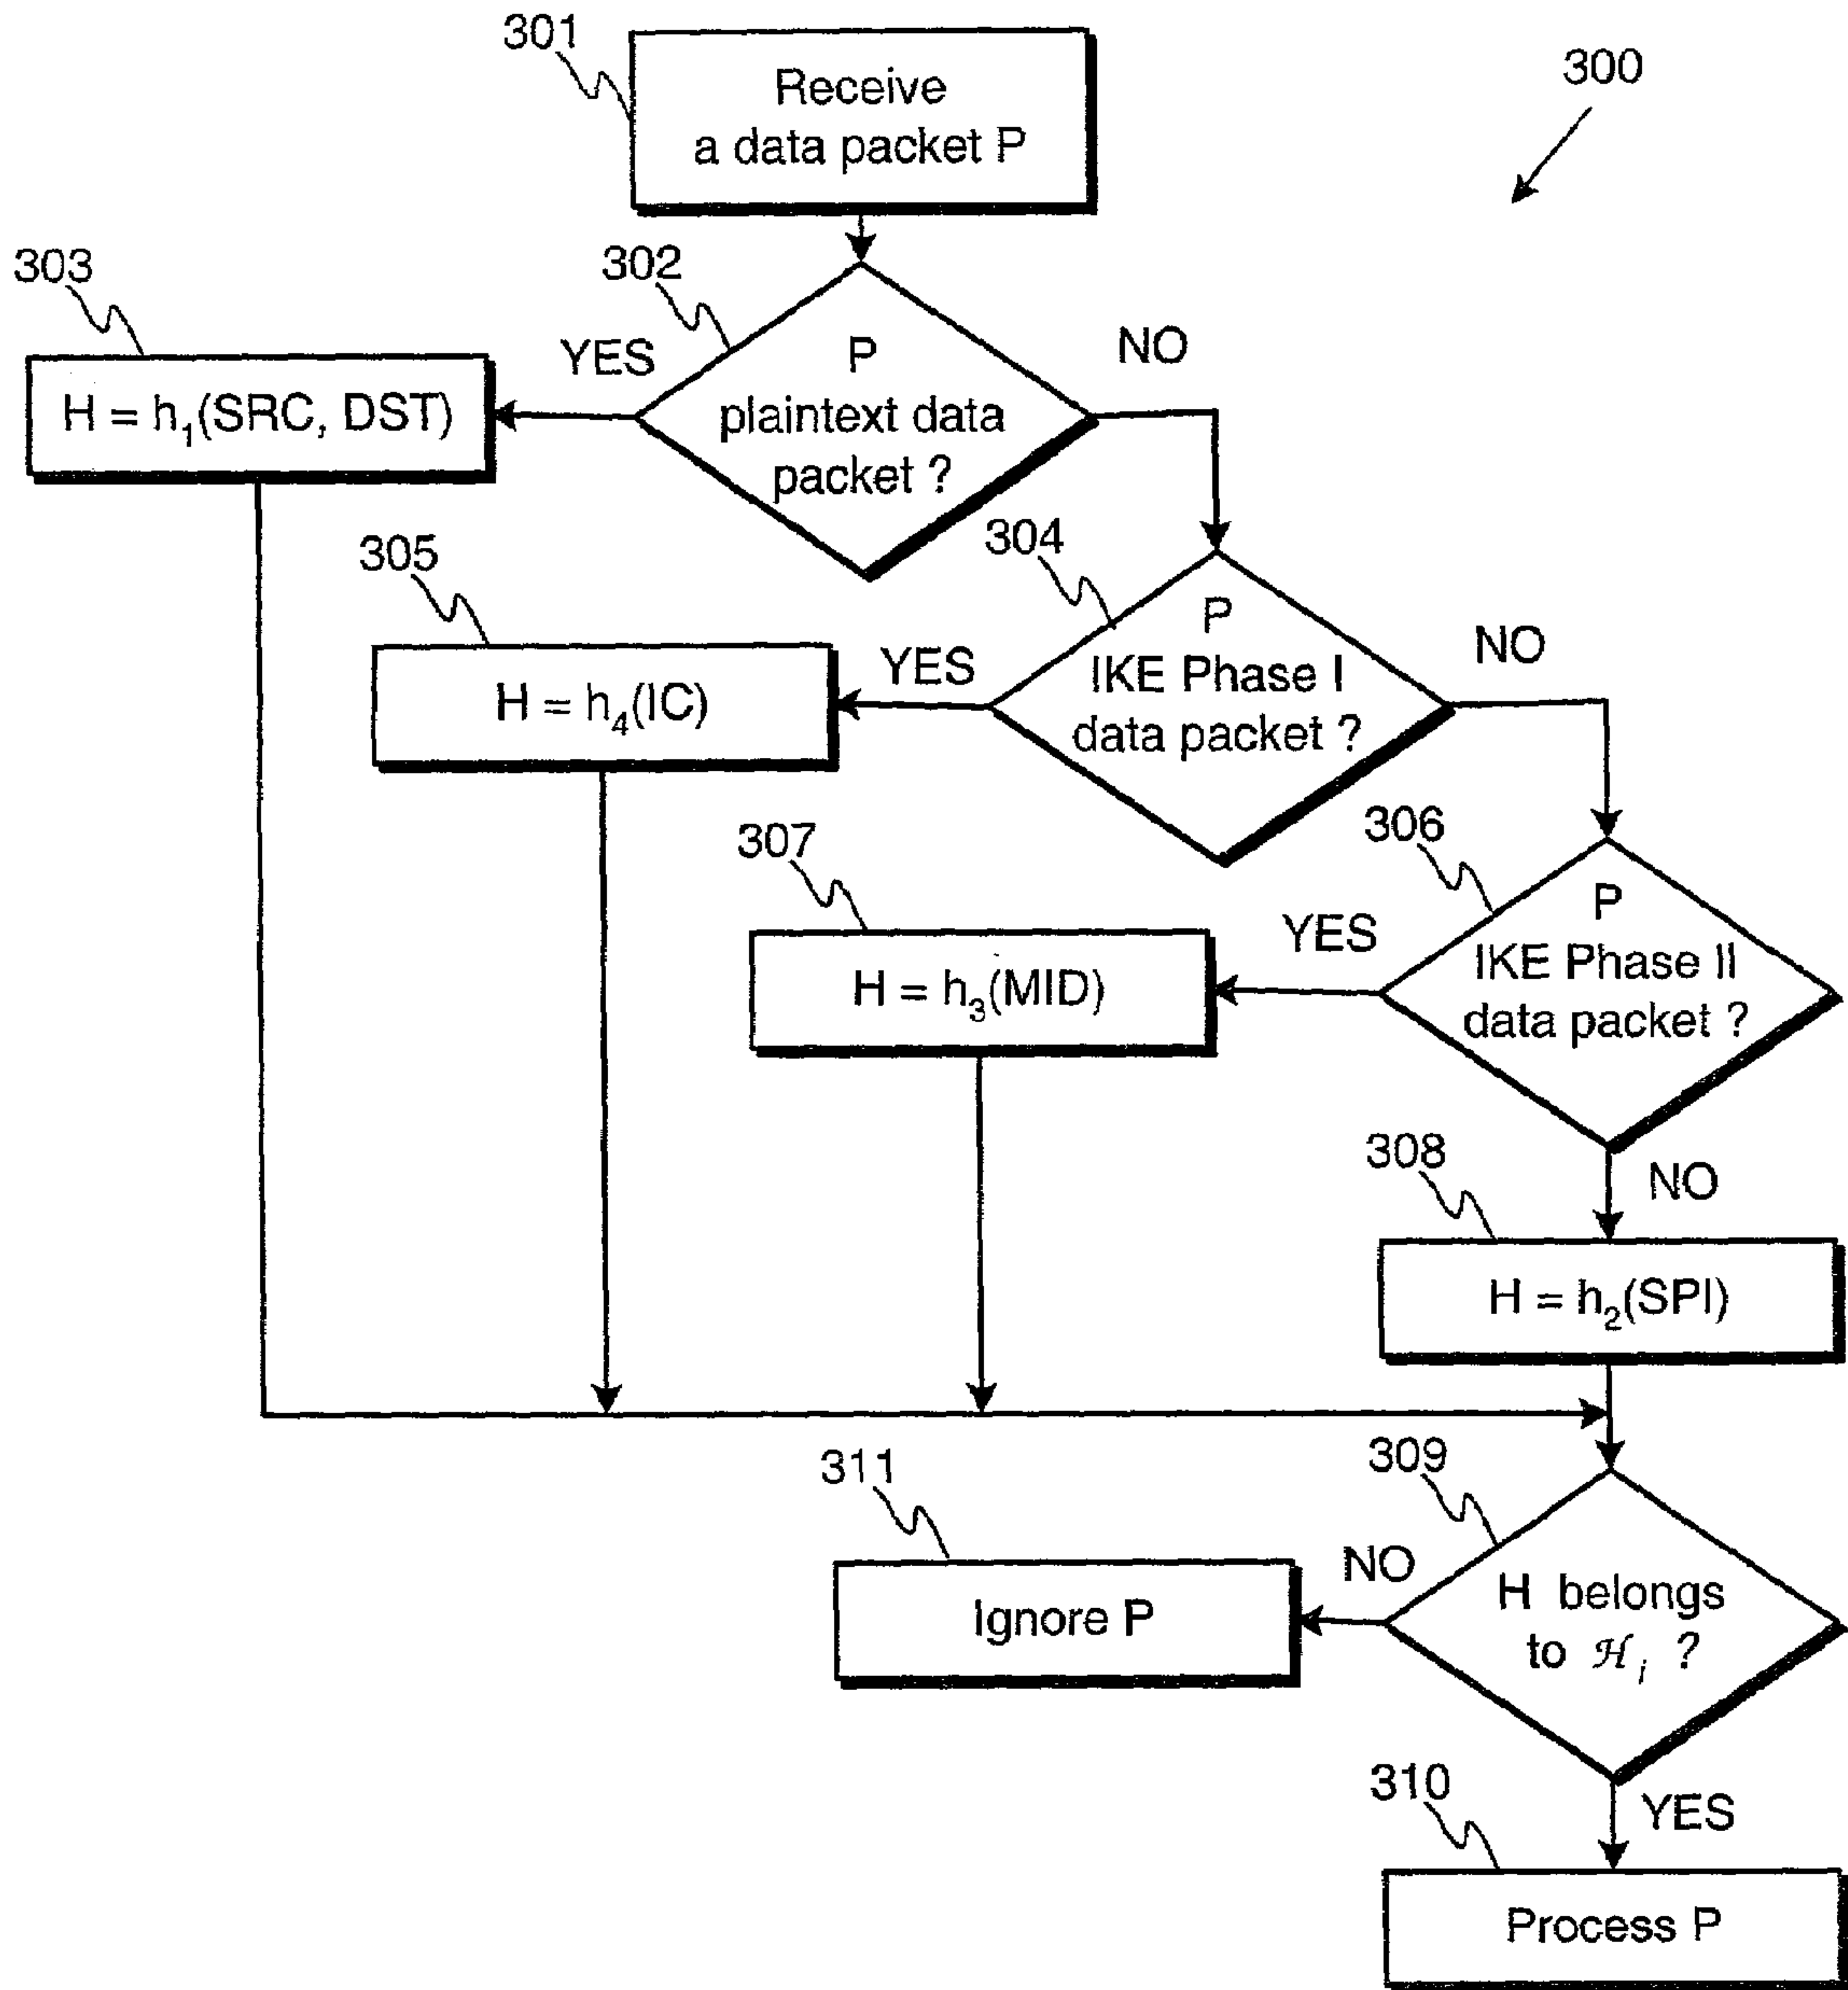 301
Receive
a data packet P
300
303
302
YES
P
plaintext data
packet ?
NO
H = h₁(SRC, DST)
304
305
P
IKE Phase I
data packet ?
YES
NO
H = h₄(IC)
306
307
P
IKE Phase II
data packet ?
YES
H = h₃(MID)
308
NO
H = h₂(SPI)
309
311
NO
H belongs
to ℋᵢ ?
Ignore P
310
YES
Process P